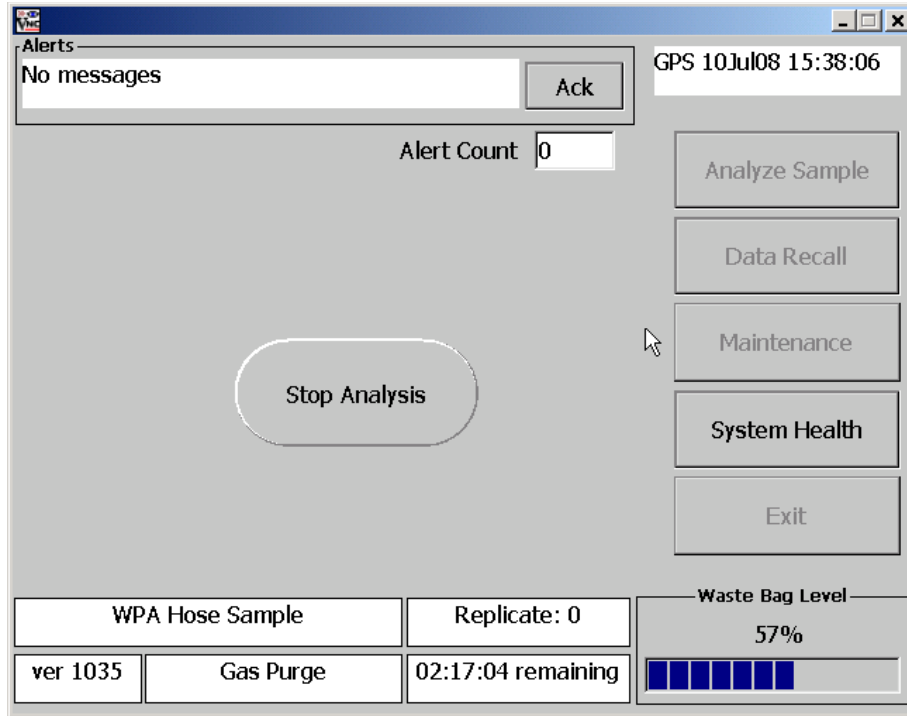 VNC
Alerts
No messages
Ack
GPS 10Jul08 15:38:06
Alert Count 0
Analyze Sample
Data Recall
Maintenance
Stop Analysis
System Health
Exit
WPA Hose Sample
Replicate: 0
Waste Bag Level
57%
ver 1035
Gas Purge
02:17:04 remaining